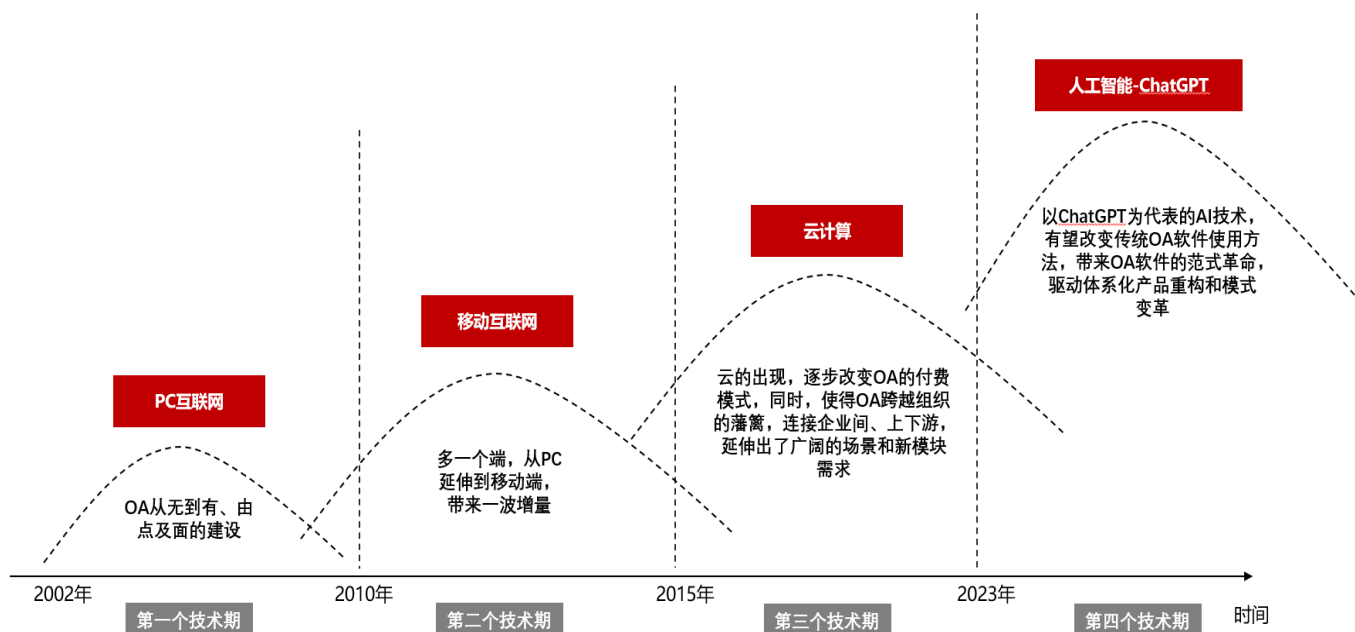 人工智能-ChatGPT
以ChatGPT为代表的AI技术，
有望改变传统OA软件使用方
法，带来OA软件的范式革命，
驱动体系化产品重构和模式
变革
云计算
云的出现，逐步改变OA的付费
模式，同时，使得OA跨越组织
的藩篱，连接企业间、上下游，
延伸出了广阔的场景和新模块
需求
移动互联网
多一个端，从PC
延伸到移动端，
带来一波增量
PC互联网
OA从无到有、由
点及面的建设
2002年
2010年
2015年
2023年
时间
第一个技术期
第二个技术期
第三个技术期
第四个技术期